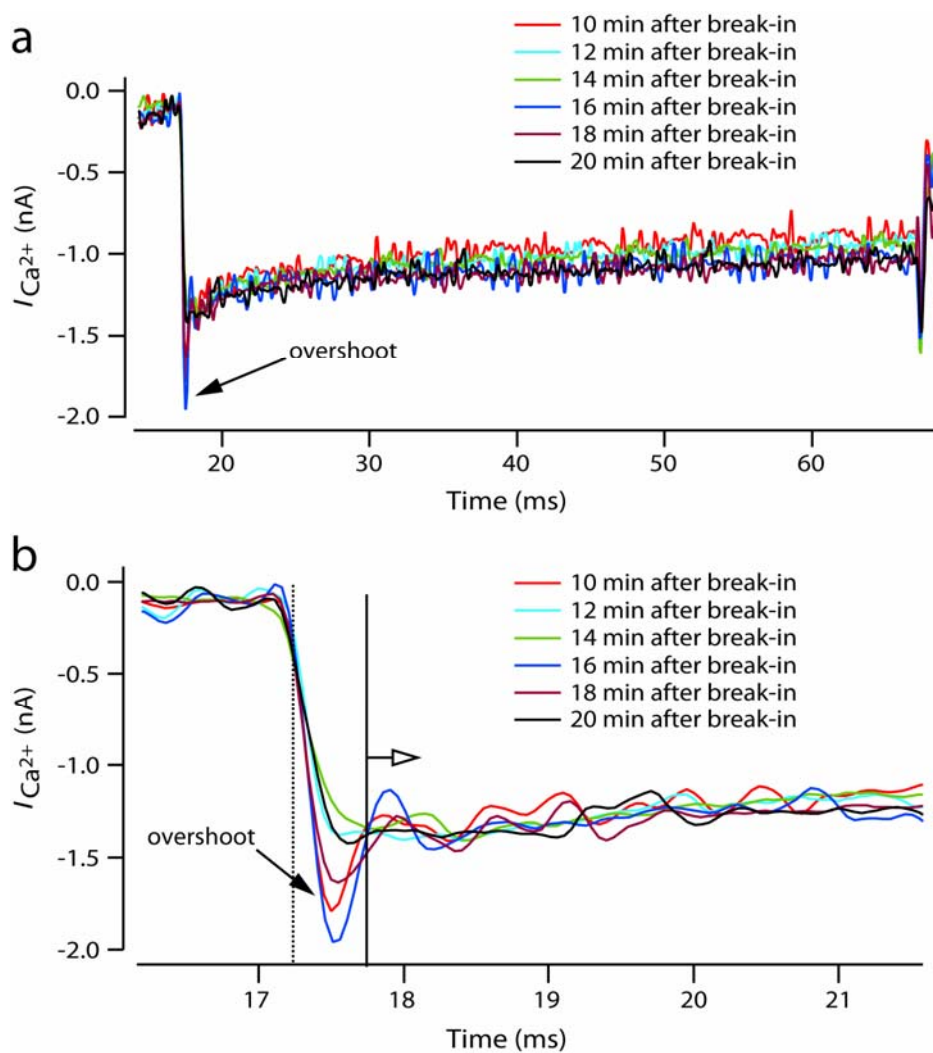 a
10 min after break-in
12 min after break-in
14 min after break-in
16 min after break-in
18 min after break-in
20 min after break-in
0.0
-0.5
-1.0
-1.5
-2.0
ICa2+ (nA)
overshoot
20
30
40
50
60
Time (ms)
b
10 min after break-in
12 min after break-in
14 min after break-in
16 min after break-in
18 min after break-in
20 min after break-in
0.0
-0.5
-1.0
-1.5
-2.0
ICa2+ (nA)
overshoot
17
18
19
20
21
Time (ms)